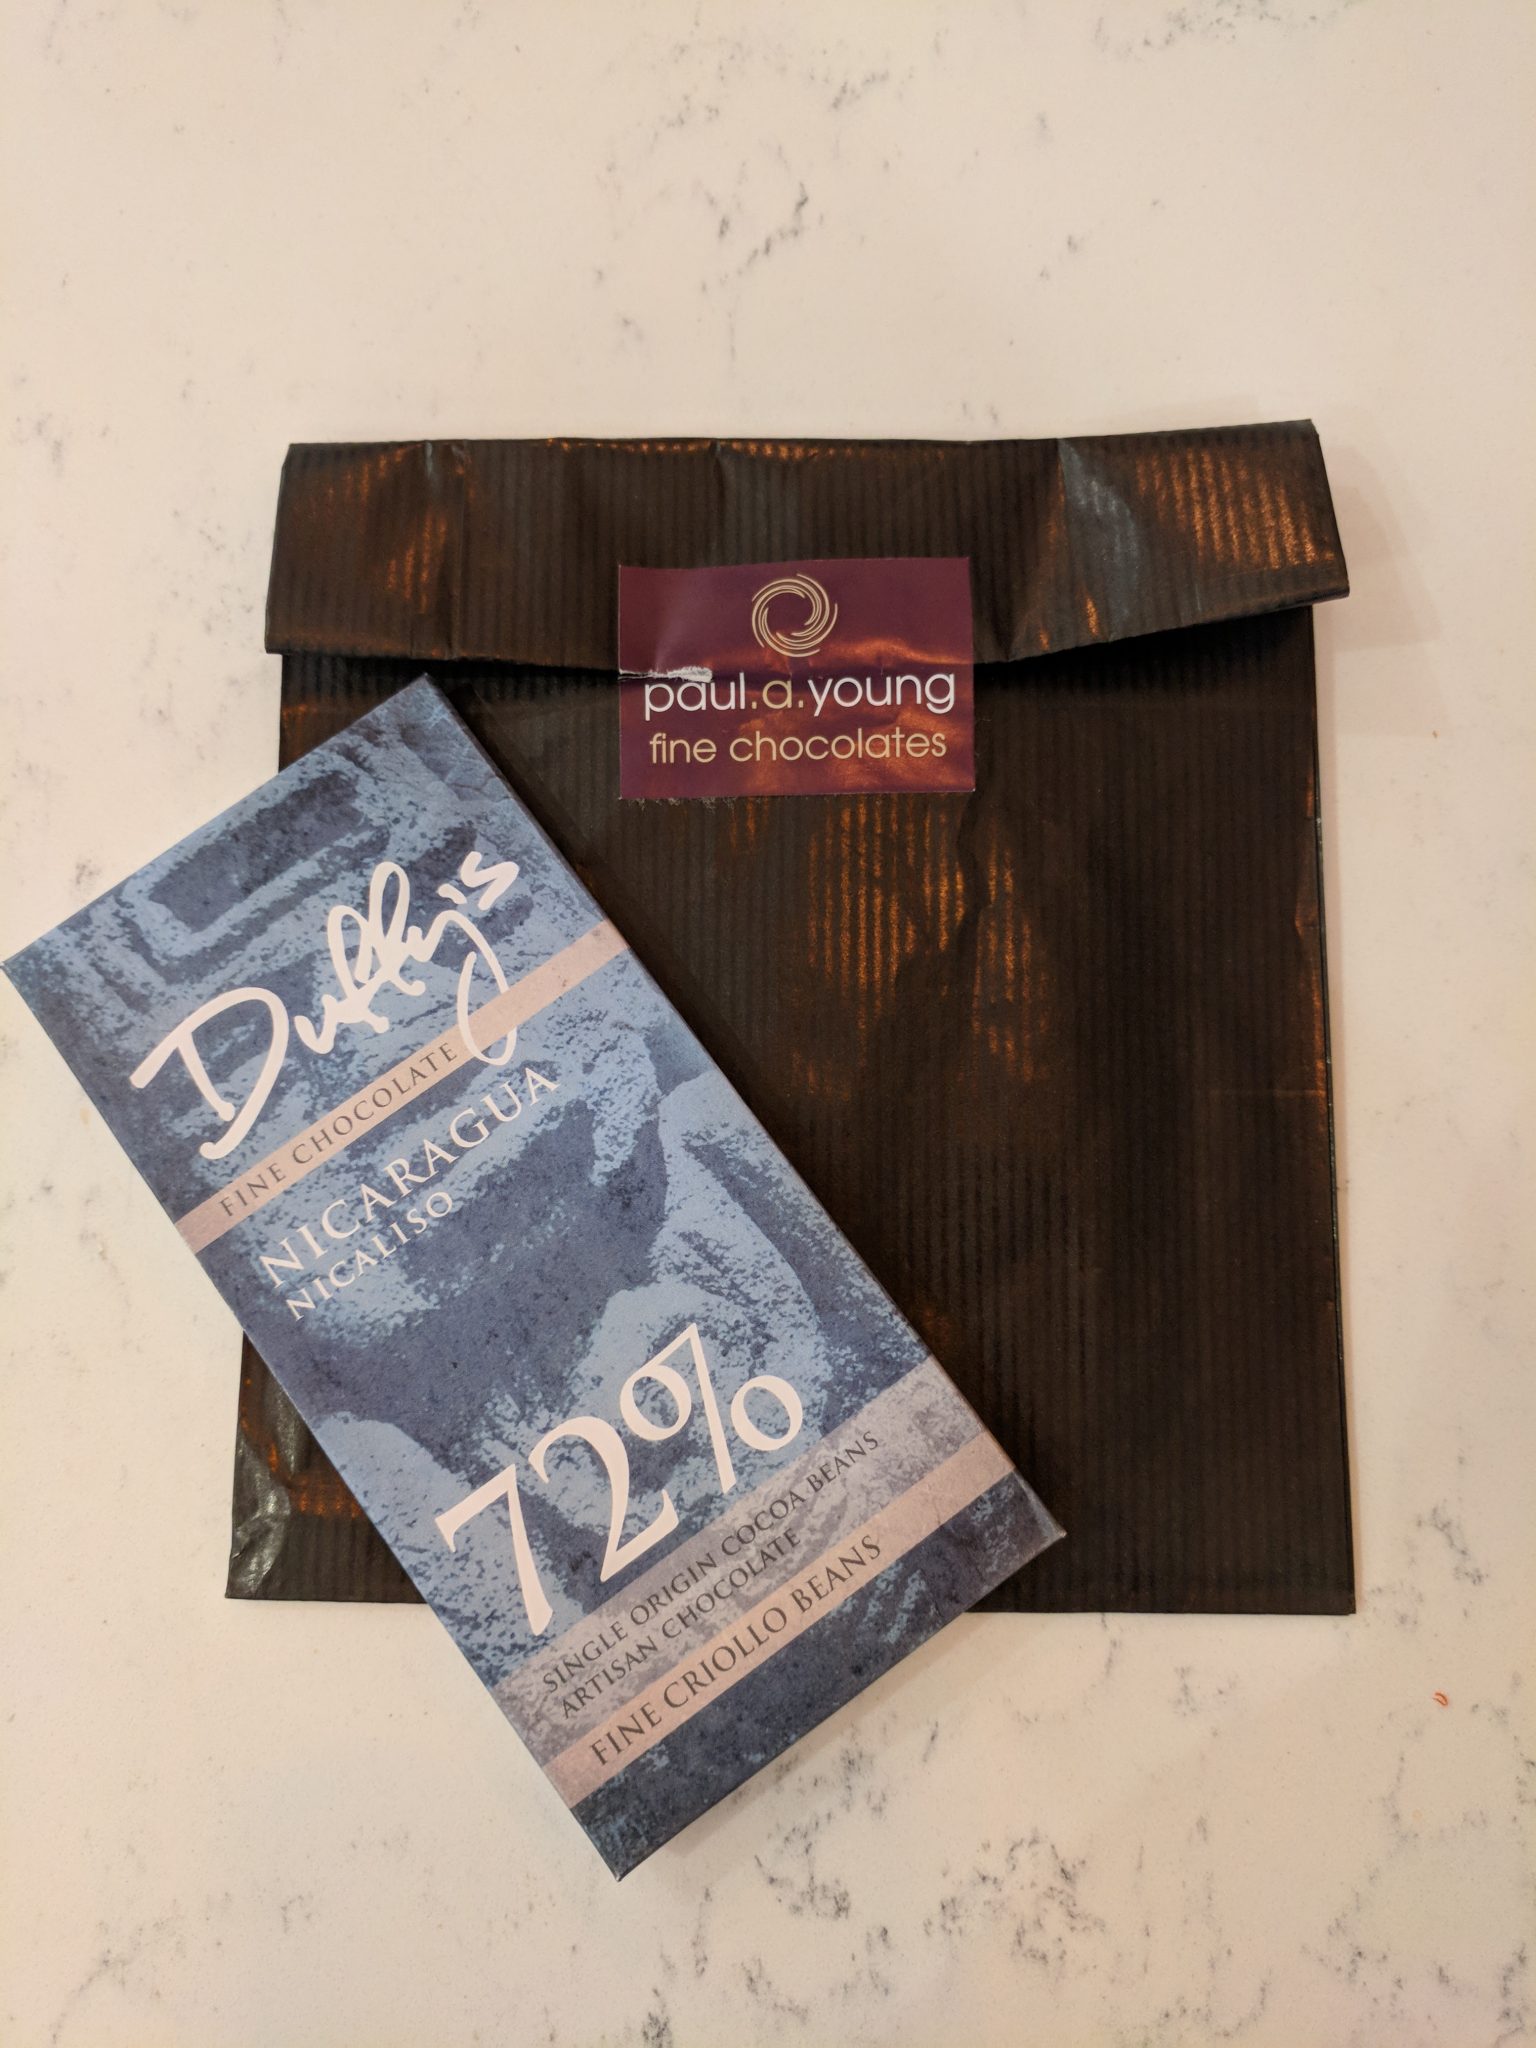 paul.a.young
fine chocolates
Duffy's
FINE CHOCOLATE
NICARAGUA
NICALISO
72%
SINGLE ORIGIN COCOA BEANS
ARTISAN CHOCOLATE
FINE CRIOLLO BEANS